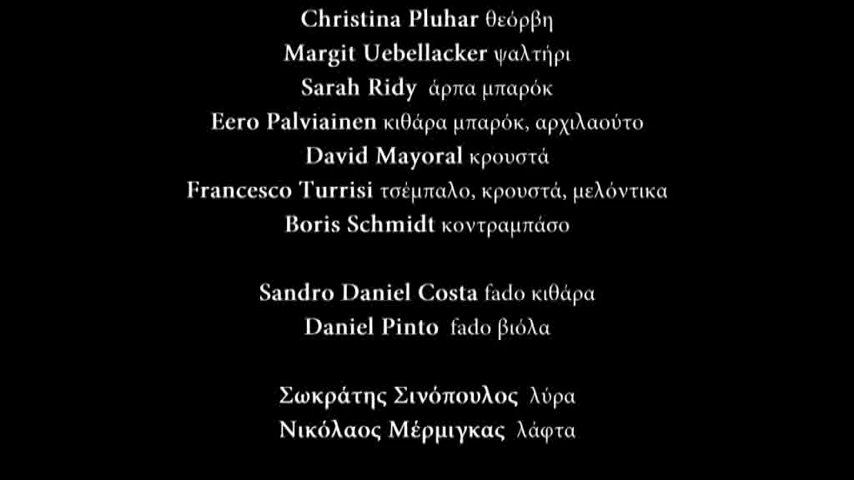 Christina Pluhar θεόρβη
Margit Uebellacker ψαλτήρι
Sarah Ridy άρπα μπαρόκ
Eero Palviainen κιθάρα μπαρόκ, αρχιλαούτο
David Mayoral κρουστά
Francesco Turrisi τσέμπαλο, κρουστά, μελόντικα
Boris Schmidt κοντραμπάσο
Sandro Daniel Costa fado κιθάρα
Daniel Pinto fado βιόλα
Σωκράτης Σινόπουλος λύρα
Νικόλαος Μέρμιγκας λάφτα